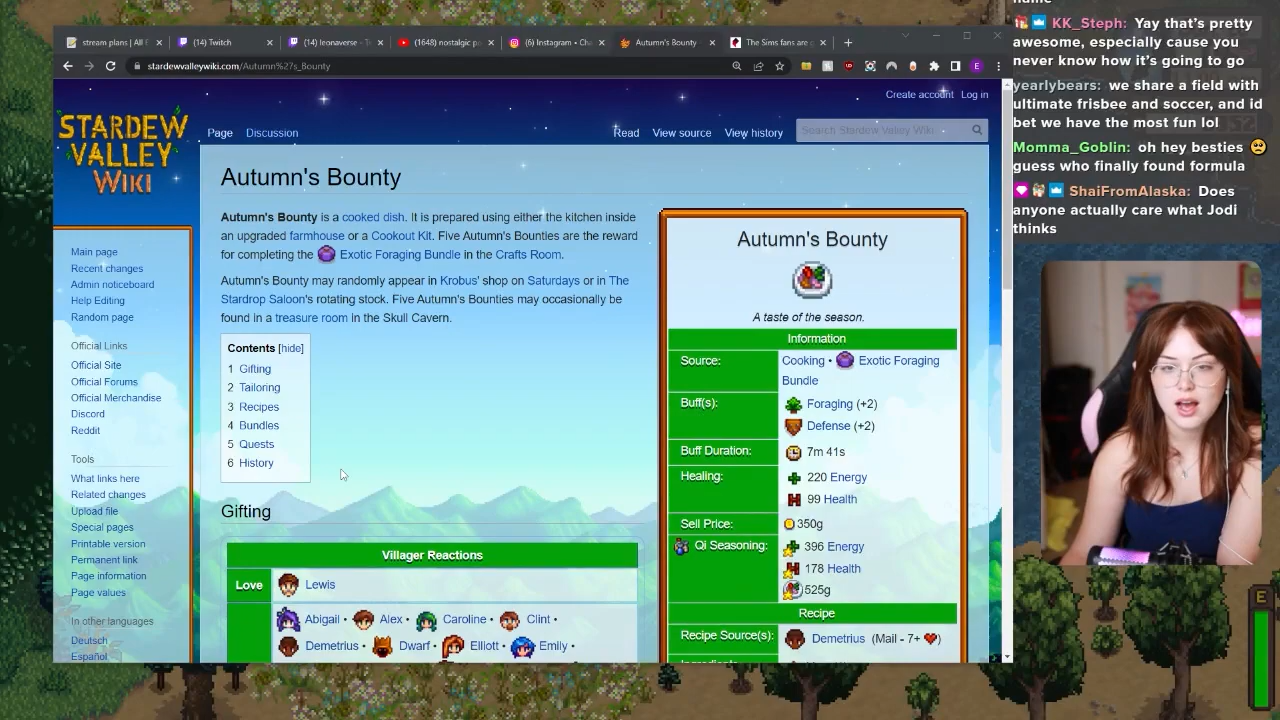 stream plans | All F
(14) Twitch
(14) leonaverse - T
(1648) nostalgic p
(6) Instagram • Cha
Autumn's Bounty
The Sims fans are p
stardewvalleywiki.com/Autumn%27s_Bounty
E
Create account Log in
STARDEW
VALLEY
WIKI
Page Discussion Read View source View history Search Stardew Valley Wiki
Autumn's Bounty
Autumn's Bounty is a cooked dish. It is prepared using either the kitchen inside
an upgraded farmhouse or a Cookout Kit. Five Autumn's Bounties are the reward
for completing the Exotic Foraging Bundle in the Crafts Room.
Autumn's Bounty may randomly appear in Krobus' shop on Saturdays or in The
Stardrop Saloon's rotating stock. Five Autumn's Bounties may occasionally be
found in a treasure room in the Skull Cavern.
Contents [hide]
1 Gifting
2 Tailoring
3 Recipes
4 Bundles
5 Quests
6 History
Gifting
Villager Reactions
Love Lewis
Abigail • Alex • Caroline • Clint •
Demetrius • Dwarf • Elliott • Emily •
Main page
Recent changes
Admin noticeboard
Help Editing
Random page
Official Links
Official Site
Official Forums
Official Merchandise
Discord
Reddit
Tools
What links here
Related changes
Upload file
Special pages
Printable version
Permanent link
Page information
Page values
In other languages
Deutsch
Español
Autumn's Bounty
A taste of the season.
Information
Source: Cooking • Exotic Foraging
Bundle
Buff(s): Foraging (+2)
Defense (+2)
Buff Duration: 7m 41s
Healing: 220 Energy
99 Health
Sell Price: 350g
Qi Seasoning: 396 Energy
178 Health
525g
Recipe
Recipe Source(s): Demetrius (Mail - 7+ )
KK_Steph: Yay that's pretty
awesome, especially cause you
never know how it's going to go
yearlybears: we share a field with
ultimate frisbee and soccer, and id
bet we have the most fun lol
Momma_Goblin: oh hey besties
guess who finally found formula
ShaiFromAlaska: Does
anyone actually care what Jodi
thinks
E